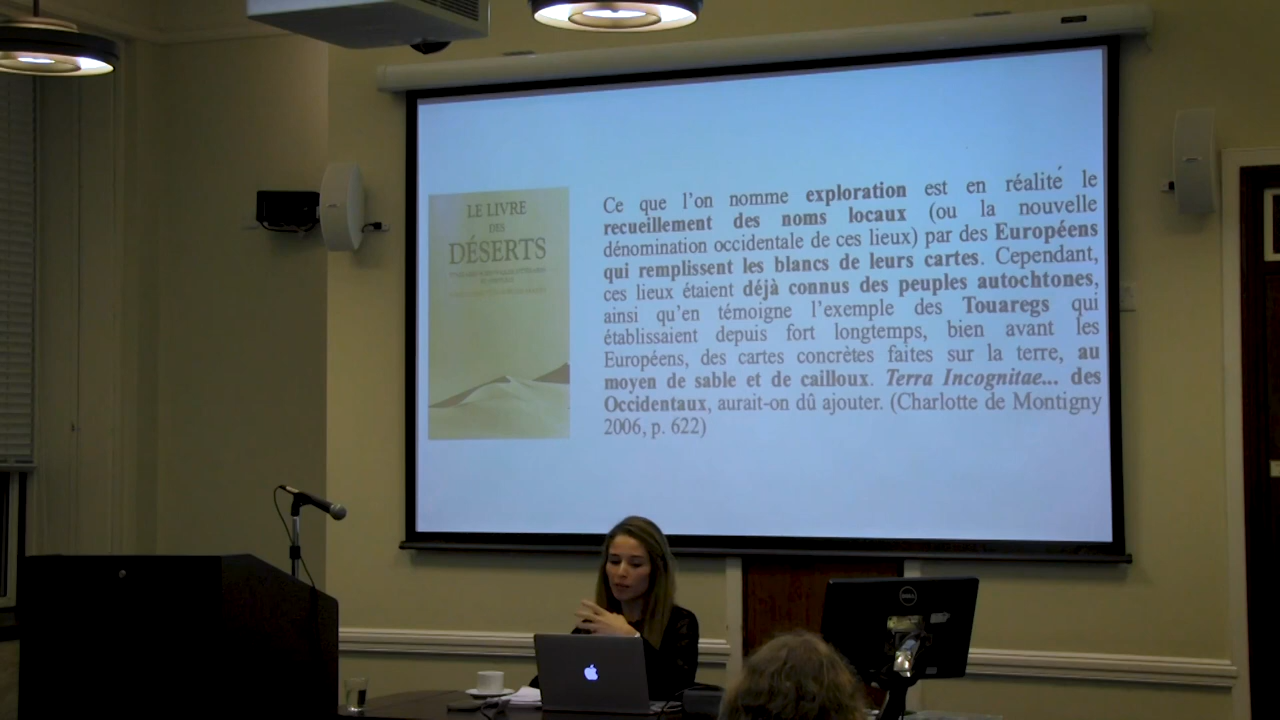 LE LIVRE
DES
DÉSERTS
Ce que l'on nomme exploration est en réalité le
recueillement des noms locaux (ou la nouvelle
dénomination occidentale de ces lieux) par des Européens
qui remplissent les blancs de leurs cartes. Cependant,
ces lieux étaient déjà connus des peuples autochtones,
ainsi qu'en témoigne l'exemple des Touaregs qui
établissaient depuis fort longtemps, bien avant les
Européens, des cartes concrètes faites sur la terre, au
moyen de sable et de cailloux. Terra Incognitae... des
Occidentaux, aurait-on dû ajouter. (Charlotte de Montigny
2006, p. 622)
DELL